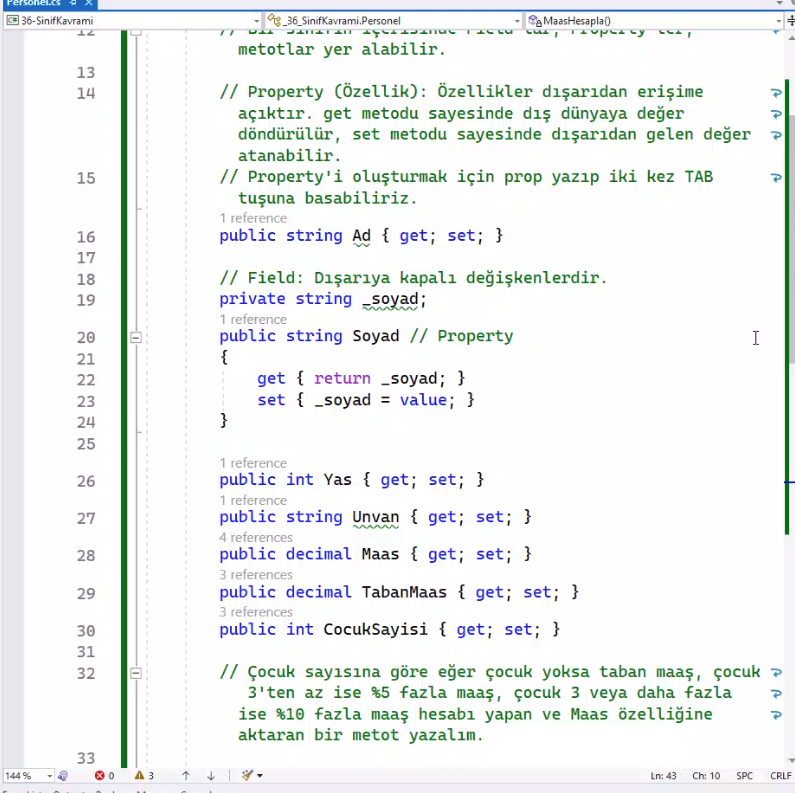 Personel.cs
36-SinifKavrami _36_SinifKavrami.Personel MaasHesapla()
12 // Bir sınıfın içerisinde Field'lar, Property'ler,
metotlar yer alabilir.
13
14 // Property (Özellik): Özellikler dışarıdan erişime
açıktır. get metodu sayesinde dış dünyaya değer
döndürülür, set metodu sayesinde dışarıdan gelen değer
atanabilir.
15 // Property'i oluşturmak için prop yazıp iki kez TAB
tuşuna basabiliriz.
1 reference
16 public string Ad { get; set; }
17
18 // Field: Dışarıya kapalı değişkenlerdir.
19 private string _soyad;
1 reference
20 public string Soyad // Property
21 {
22 get { return _soyad; }
23 set { _soyad = value; }
24 }
25
1 reference
26 public int Yas { get; set; }
1 reference
27 public string Unvan { get; set; }
4 references
28 public decimal Maas { get; set; }
3 references
29 public decimal TabanMaas { get; set; }
3 references
30 public int CocukSayisi { get; set; }
31
32 // Çocuk sayısına göre eğer çocuk yoksa taban maaş, çocuk
3'ten az ise %5 fazla maaş, çocuk 3 veya daha fazla
ise %10 fazla maaş hesabı yapan ve Maas özelliğine
aktaran bir metot yazalım.
33
144 % 0 3 Ln: 43 Ch: 10 SPC CRLF